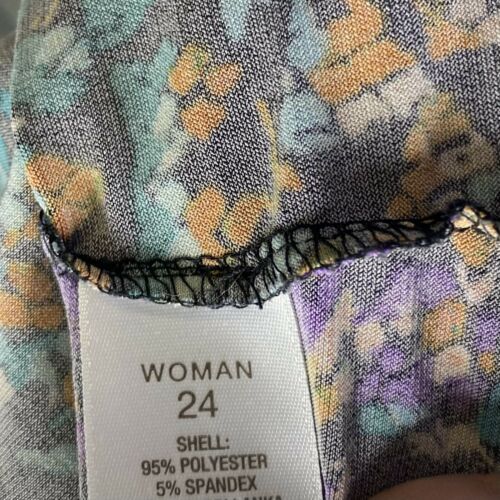 WOMAN
24
SHELL:
95% POLYESTER
5% SPANDEX